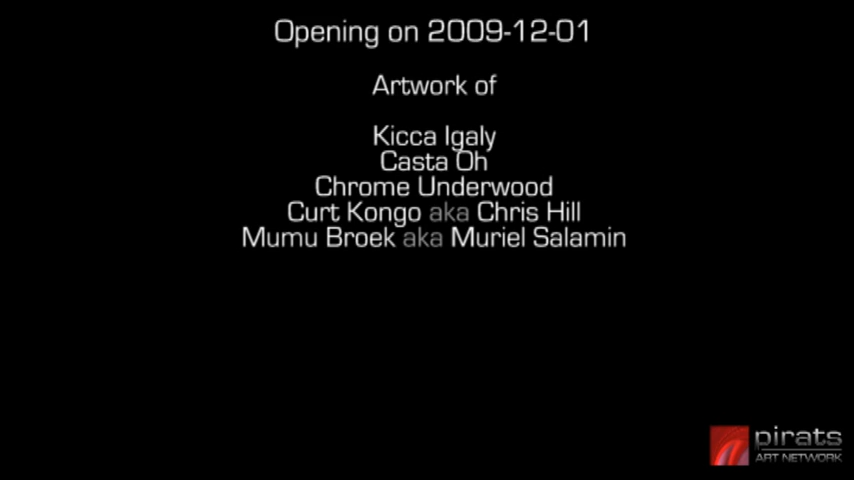 Opening on 2009-12-01
Artwork of
Kicca Igaly
Casta Oh
Chrome Underwood
Curt Kongo aka Chris Hill
Mumu Broek aka Muriel Salamin
pirats
ART NETWORK